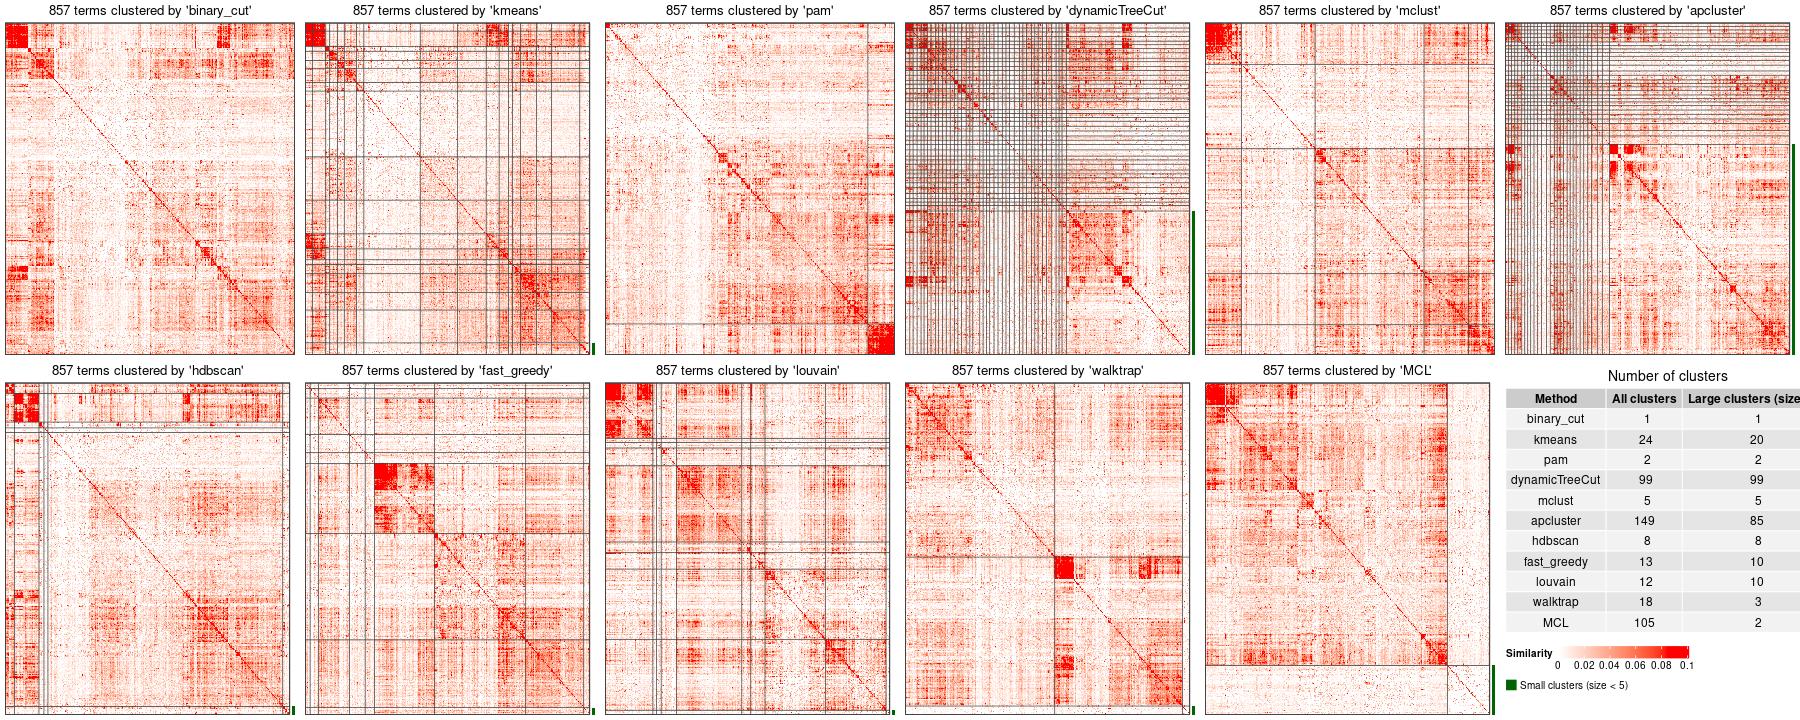 857 terms clustered by 'binary_cut'
857 terms clustered by 'kmeans'
857 terms clustered by 'pam'
857 terms clustered by 'dynamicTreeCut'
857 terms clustered by 'mclust'
857 terms clustered by 'apcluster'
857 terms clustered by 'hdbscan'
857 terms clustered by 'fast_greedy'
857 terms clustered by 'louvain'
857 terms clustered by 'walktrap'
857 terms clustered by 'MCL'
Number of clusters
Method All clusters Large clusters (size
binary_cut 1 1
kmeans 24 20
pam 2 2
dynamicTreeCut 99 99
mclust 5 5
apcluster 149 85
hdbscan 8 8
fast_greedy 13 10
louvain 12 10
walktrap 18 3
MCL 105 2
Similarity
0 0.02 0.04 0.06 0.08 0.1
Small clusters (size < 5)